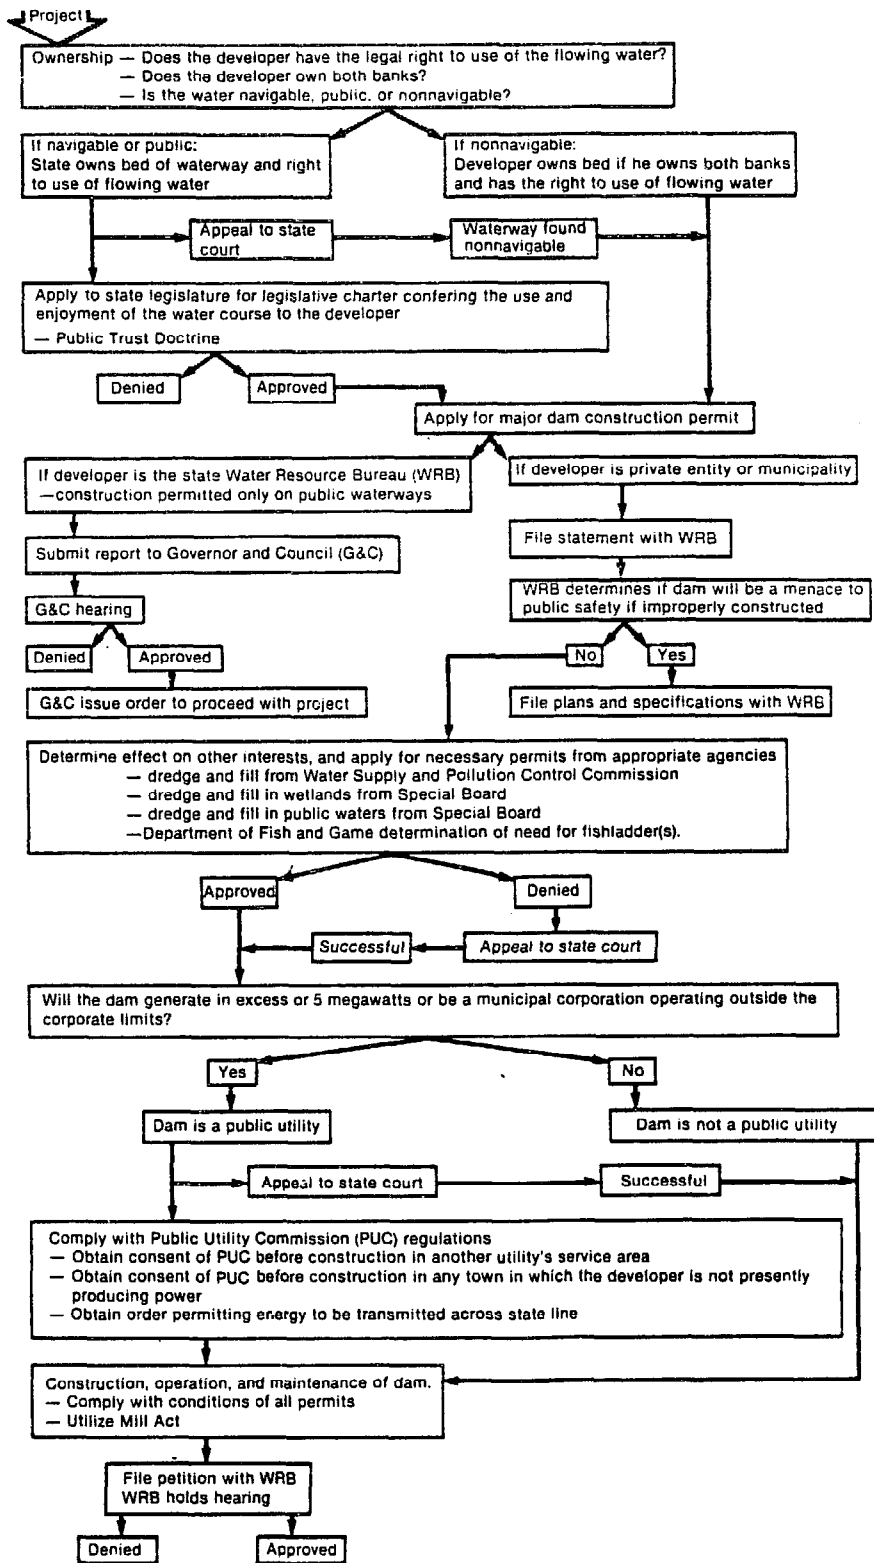 Project
Ownership — Does the developer have the legal right to use of the flowing water?
— Does the developer own both banks?
— Is the water navigable, public, or nonnavigable?
If navigable or public:
State owns bed of waterway and right
to use of flowing water
If nonnavigable:
Developer owns bed if he owns both banks
and has the right to use of flowing water
Appeal to state
court
Waterway found
nonnavigable
Apply to state legislature for legislative charter confering the use and
enjoyment of the water course to the developer
— Public Trust Doctrine
Denied
Approved
Apply for major dam construction permit
If developer is the state Water Resource Bureau (WRB)
—construction permitted only on public waterways
If developer is private entity or municipality
Submit report to Governor and Council (G&C)
File statement with WRB
G&C hearing
WRB determines if dam will be a menace to
public safety if improperly constructed
Denied
Approved
No
Yes
G&C issue order to proceed with project
File plans and specifications with WRB
Determine effect on other interests, and apply for necessary permits from appropriate agencies
— dredge and fill from Water Supply and Pollution Control Commission
— dredge and fill in wetlands from Special Board
— dredge and fill in public waters from Special Board
—Department of Fish and Game determination of need for fishladder(s).
Approved
Denied
Successful
Appeal to state court
Will the dam generate in excess or 5 megawatts or be a municipal corporation operating outside the
corporate limits?
Yes
No
Dam is a public utility
Dam is not a public utility
Appeal to state court
Successful
Comply with Public Utility Commission (PUC) regulations
— Obtain consent of PUC before construction in another utility's service area
— Obtain consent of PUC before construction in any town in which the developer is not presently
producing power
— Obtain order permitting energy to be transmitted across state line
Construction, operation, and maintenance of dam.
— Comply with conditions of all permits
— Utilize Mill Act
File petition with WRB
WRB holds hearing
Denied
Approved